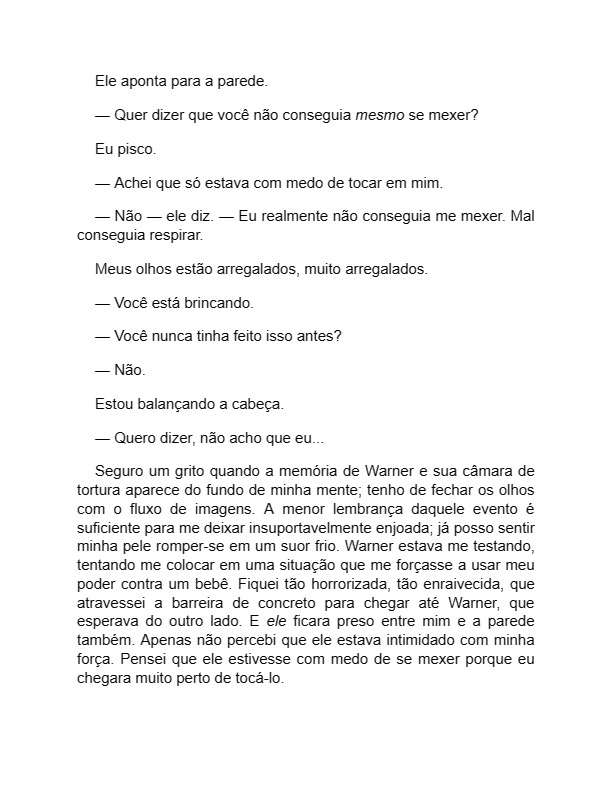 Ele aponta para a parede.
— Quer dizer que você não conseguia mesmo se mexer?
Eu pisco.
— Achei que só estava com medo de tocar em mim.
— Não — ele diz. — Eu realmente não conseguia me mexer. Mal
conseguia respirar.
Meus olhos estão arregalados, muito arregalados.
— Você está brincando.
— Você nunca tinha feito isso antes?
— Não.
Estou balançando a cabeça.
— Quero dizer, não acho que eu...
Seguro um grito quando a memória de Warner e sua câmara de
tortura aparece do fundo de minha mente; tenho de fechar os olhos
com o fluxo de imagens. A menor lembrança daquele evento é
suficiente para me deixar insuportavelmente enjoada; já posso sentir
minha pele romper-se em um suor frio. Warner estava me testando,
tentando me colocar em uma situação que me forçasse a usar meu
poder contra um bebê. Fiquei tão horrorizada, tão enraivecida, que
atravessei a barreira de concreto para chegar até Warner, que
esperava do outro lado. E ele ficara preso entre mim e a parede
também. Apenas não percebi que ele estava intimidado com minha
força. Pensei que ele estivesse com medo de se mexer porque eu
chegara muito perto de tocá-lo.